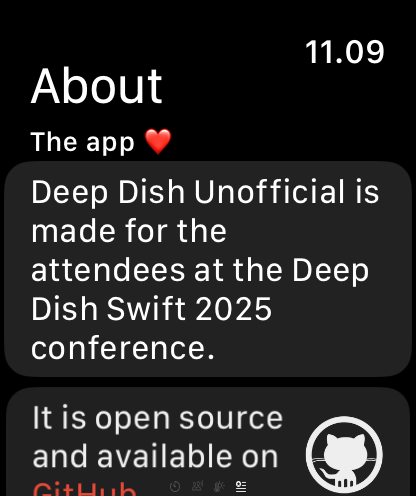 11.09
About
The app ❤️
Deep Dish Unofficial is
made for the
attendees at the Deep
Dish Swift 2025
conference.
It is open source
and available on
GitHub